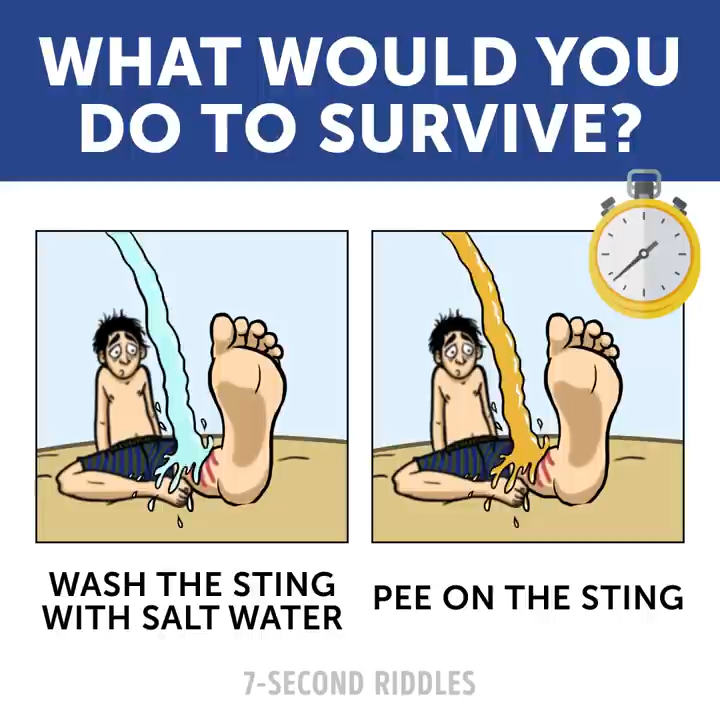 WHAT WOULD YOU
DO TO SURVIVE?
WASH THE STING
WITH SALT WATER
PEE ON THE STING
7-SECOND RIDDLES